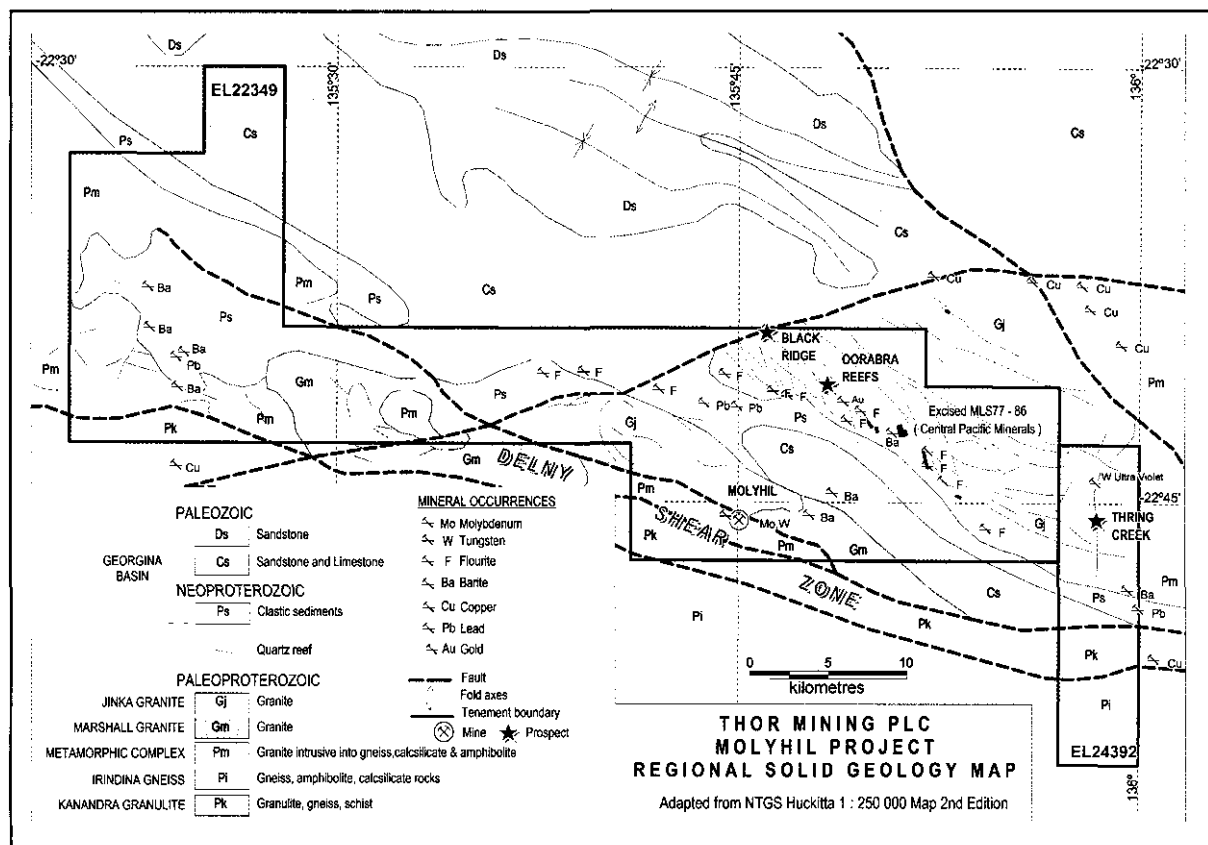 Ds
Ds
-22°30'
-22°30'
135°30'
135°45'
136°
EL22349
Cs
Ps
Ds
Cs
Pm
Ds
Cs
Ba
Pm
Ps
Cs
Cu
Cu
Cu
Cu
Gj
Ps
Ba
BLACK
RIDGE
OORABRA
REEFS
Cu
Pm
Ba
Pb
Ba
Gm
F
F
F
F
F
F
Ps
Pb
Pb
Ps
Au
F
F
Pm
Pm
Pm
Excised MLS77 - 86
( Central Pacific Minerals )
Gj
Ba
Pk
Cs
F
F
Cu
Gm
DELNY
Pm
MOLYHIL
Ba
W Ultra Violet
-22°45'
Mo W
Ba
Gj
F
THRING
CREEK
SHEAR
Pk
Pm
Gm
Pm
ZONE
Cs
Ps
Ba
Pb
Pi
Pk
Pk
Cu
Pi
PALEOZOIC
GEORGINA
BASIN
Ds Sandstone
Cs Sandstone and Limestone
NEOPROTEROZOIC
Ps Clastic sediments
Quartz reef
PALEOPROTEROZOIC
JINKA GRANITE Gj Granite
MARSHALL GRANITE Gm Granite
METAMORPHIC COMPLEX Pm Granite intrusive into gneiss,calcsilicate & amphibolite
IRINDINA GNEISS Pi Gneiss, amphibolite, calcsilicate rocks
KANANDRA GRANULITE Pk Granulite, gneiss, schist
MINERAL OCCURRENCES
Mo Molybdenum
W Tungsten
F Flourite
Ba Barite
Cu Copper
Pb Lead
Au Gold
Fault
Fold axes
Tenement boundary
Mine Prospect
0 5 10
kilometres
THOR MINING PLC
MOLYHIL PROJECT
REGIONAL SOLID GEOLOGY MAP
Adapted from NTGS Huckitta 1 : 250 000 Map 2nd Edition
EL24392
136°